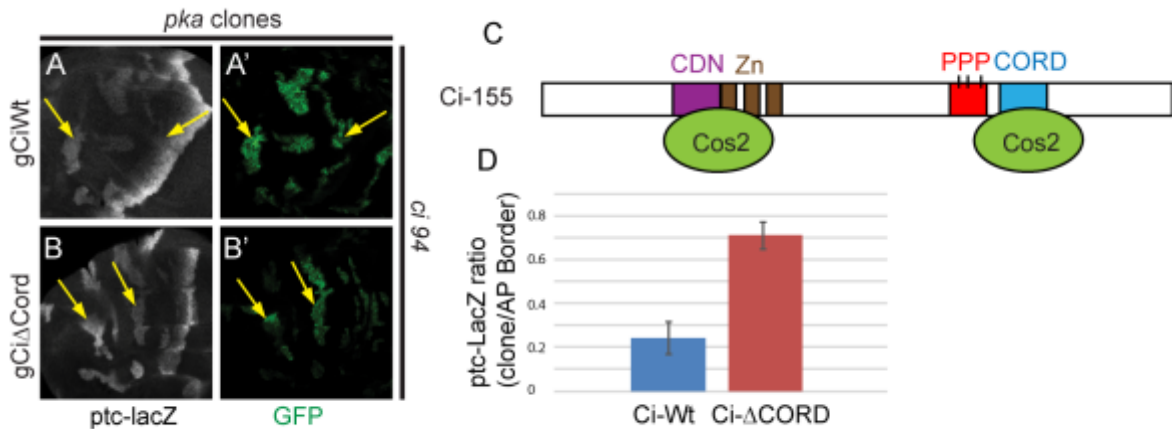 pka clones
A
A'
gCiWt
B
B'
gCiΔCord
ci 94
ptc-lacZ
GFP
C
CDN
Zn
PPP
CORD
Ci-155
Cos2
Cos2
D
ptc-LacZ ratio
(clone/AP Border)
0.8
0.6
0.4
0.2
0
Ci-Wt
Ci-ΔCORD